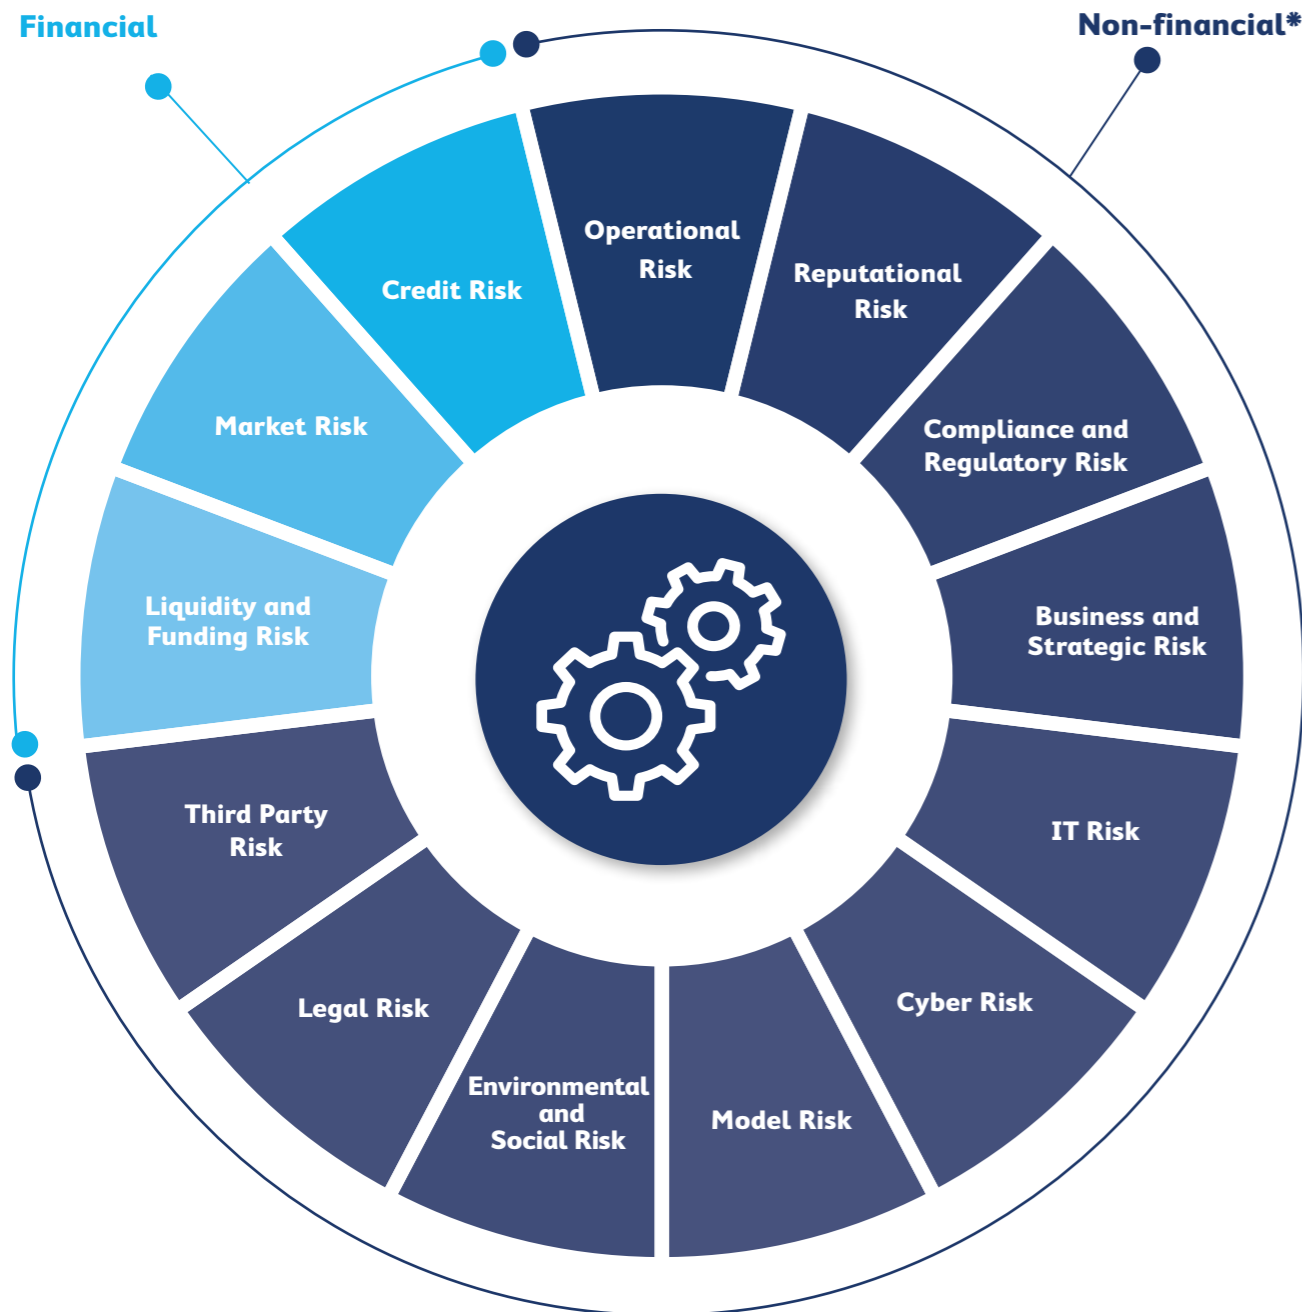 Financial
Non-financial*
Operational
Risk
Reputational
Risk
Compliance and
Regulatory Risk
Business and
Strategic Risk
IT Risk
Cyber Risk
Model Risk
Environmental
and
Social Risk
Legal Risk
Third Party
Risk
Liquidity and
Funding Risk
Market Risk
Credit Risk